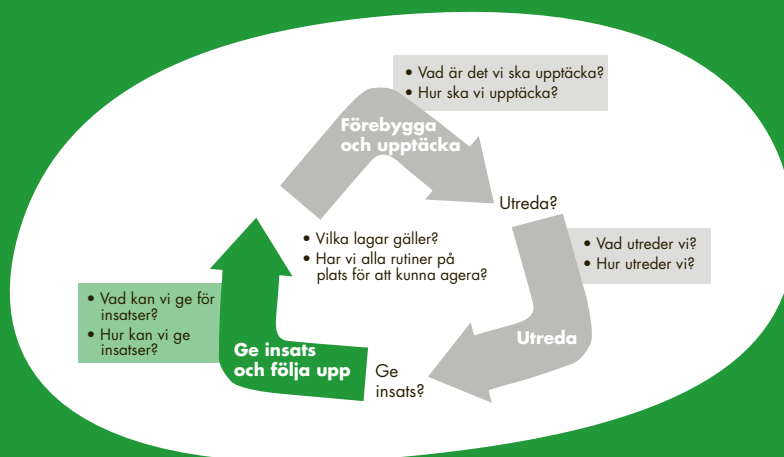 • Vad är det vi ska upptäcka?
• Hur ska vi upptäcka?
Förebygga
och upptäcka
Utreda?
• Vilka lagar gäller?
• Har vi alla rutiner på
plats för att kunna agera?
• Vad utreder vi?
• Hur utreder vi?
• Vad kan vi ge för
insatser?
• Hur kan vi ge
insatser?
Utreda
Ge insats
och följa upp
Ge
insats?